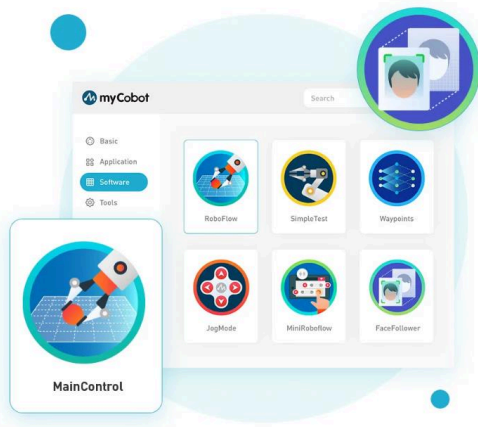 myCobot
Search
Basic
Application
Software
Tools
RoboFlow
SimpleTest
Waypoints
JogMode
MiniRoboflow
FaceFollower
MainControl